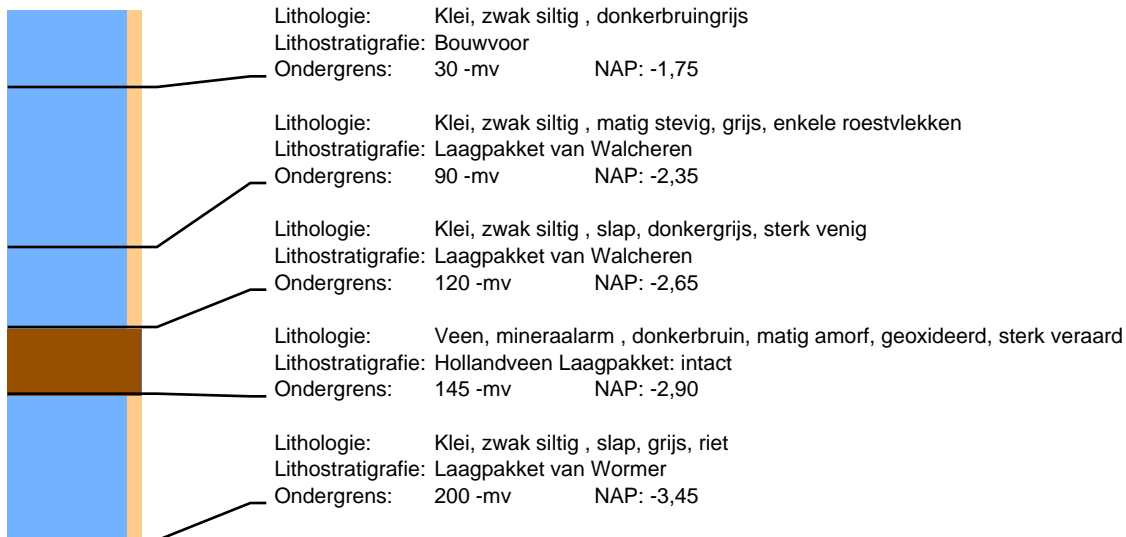 Lithologie: Klei, zwak siltig , donkerbruingrijs
Lithostratigrafie: Bouwvoor
Ondergrens: 30 -mv NAP: -1,75
Lithologie: Klei, zwak siltig , matig stevig, grijs, enkele roestvlekken
Lithostratigrafie: Laagpakket van Walcheren
Ondergrens: 90 -mv NAP: -2,35
Lithologie: Klei, zwak siltig , slap, donkergrijs, sterk venig
Lithostratigrafie: Laagpakket van Walcheren
Ondergrens: 120 -mv NAP: -2,65
Lithologie: Veen, mineraalarm , donkerbruin, matig amorf, geoxideerd, sterk veraard
Lithostratigrafie: Hollandveen Laagpakket: intact
Ondergrens: 145 -mv NAP: -2,90
Lithologie: Klei, zwak siltig , slap, grijs, riet
Lithostratigrafie: Laagpakket van Wormer
Ondergrens: 200 -mv NAP: -3,45